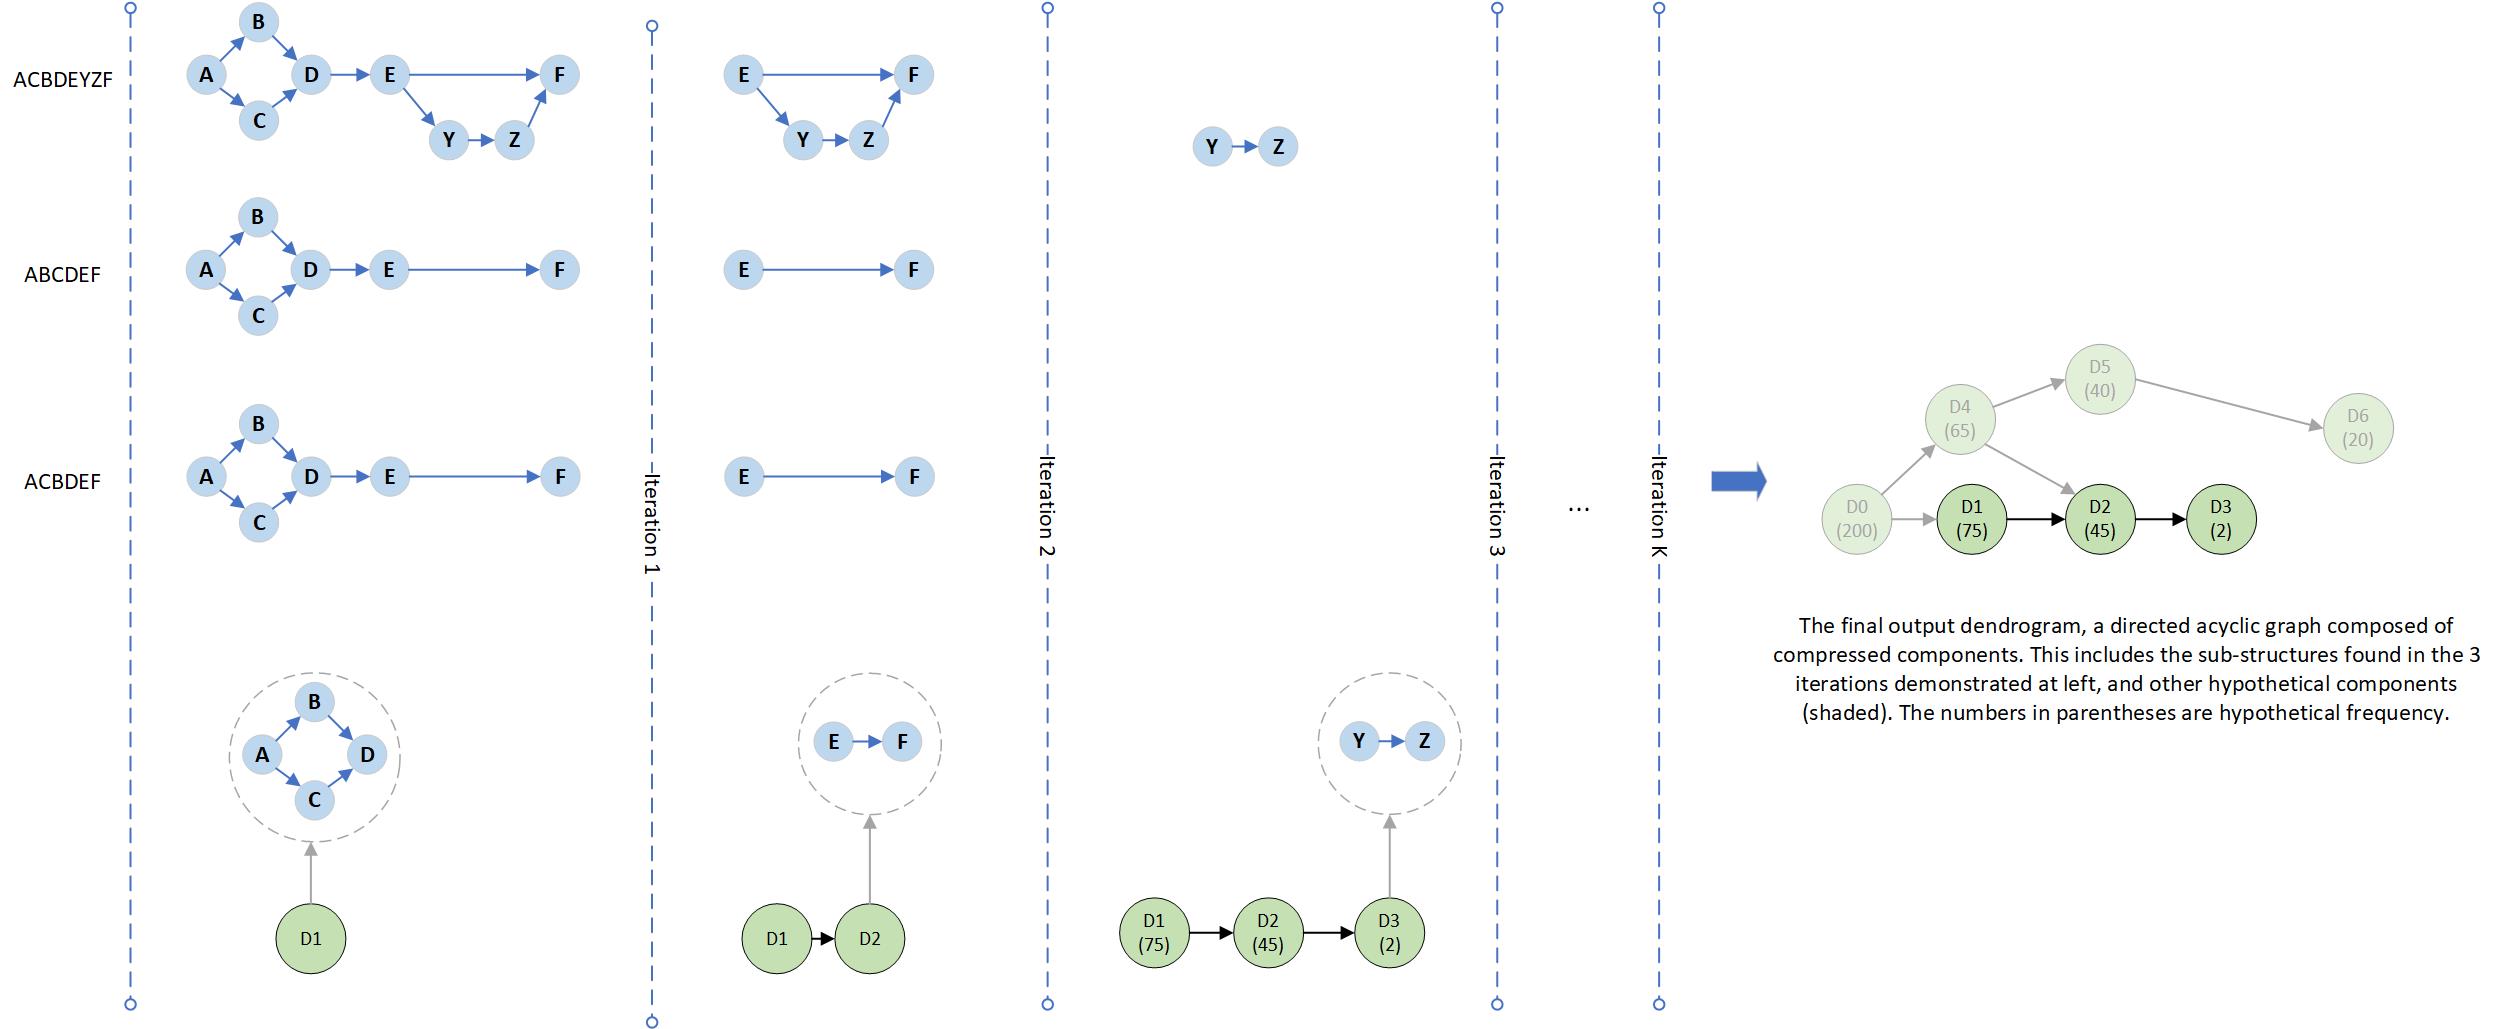 ACBDEYZF
B
A
D
E
F
C
Y
Z
E
F
Y
Z
Y
Z
ABCDEF
B
A
D
E
F
C
E
F
ACBDEF
B
A
D
E
F
C
E
F
Iteration 1
Iteration 2
Iteration 3
...
Iteration K
B
A
D
C
D1
E
F
D1
D2
Y
Z
D1
(75)
D2
(45)
D3
(2)
D5
(40)
D4
(65)
D6
(20)
D0
(200)
D1
(75)
D2
(45)
D3
(2)
The final output dendrogram, a directed acyclic graph composed of
compressed components. This includes the sub-structures found in the 3
iterations demonstrated at left, and other hypothetical components
(shaded). The numbers in parentheses are hypothetical frequency.